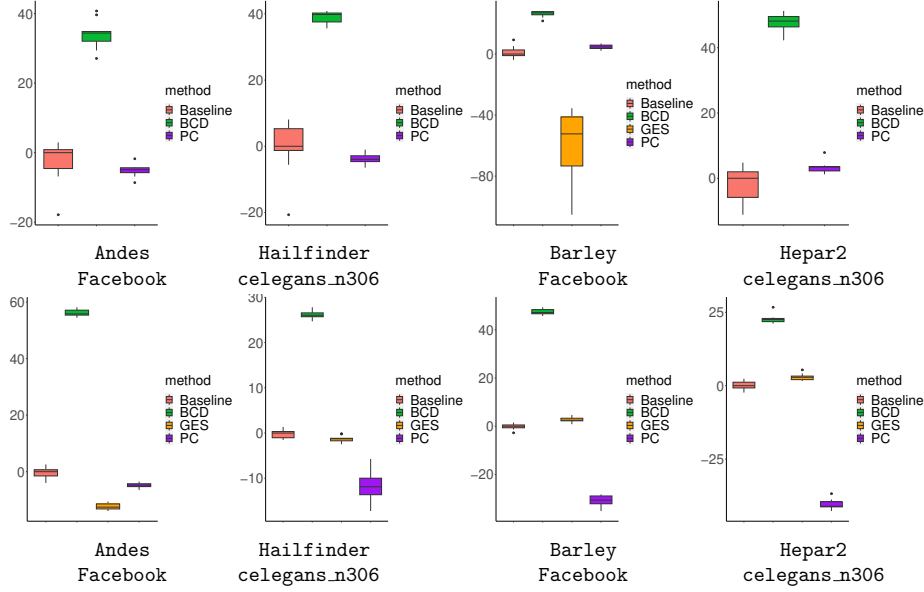 40
20
0
−20
method
Baseline
BCD
PC
Andes
Facebook
40
20
0
−20
method
Baseline
BCD
PC
Hailfinder
celegans_n306
0
−40
−80
method
Baseline
BCD
GES
PC
Barley
Facebook
50
0
method
Baseline
BCD
PC
Hepar2
celegans_n306
60
40
20
0
method
Baseline
BCD
GES
PC
Andes
Facebook
30
20
10
0
−10
method
Baseline
BCD
GES
PC
Hailfinder
celegans_n306
40
20
0
−20
method
Baseline
BCD
GES
PC
Barley
Facebook
25
0
−25
method
Baseline
BCD
GES
PC
Hepar2
celegans_n306